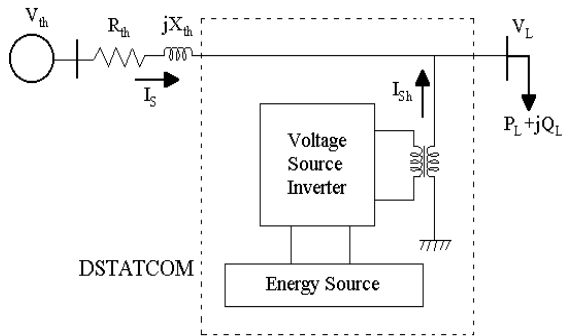 V_th
R_th
jX_th
V_L
I_S
I_Sh
P_L+jQ_L
Voltage
Source
Inverter
DSTATCOM
Energy Source